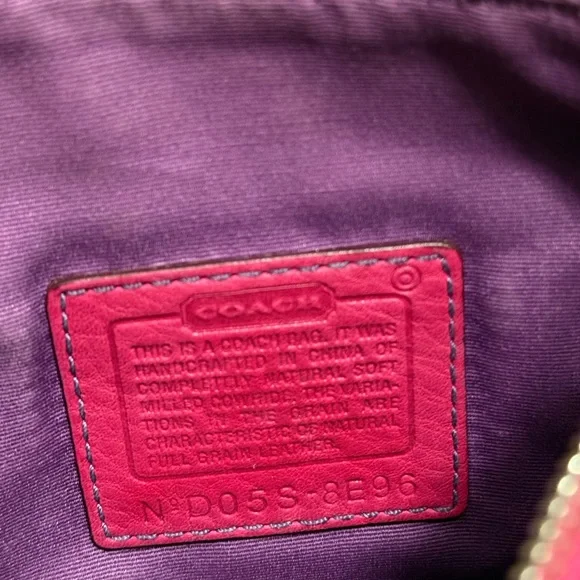 COACH
©
THIS IS A COACH BAG. IT WAS
HANDCRAFTED IN CHINA OF
COMPLETELY NATURAL SOFT
MILLED COWHIDE. THE VARIA-
TIONS IN THE GRAIN ARE
CHARACTERISTIC OF NATURAL
FULL GRAIN LEATHER.
Nº D05S-8E96